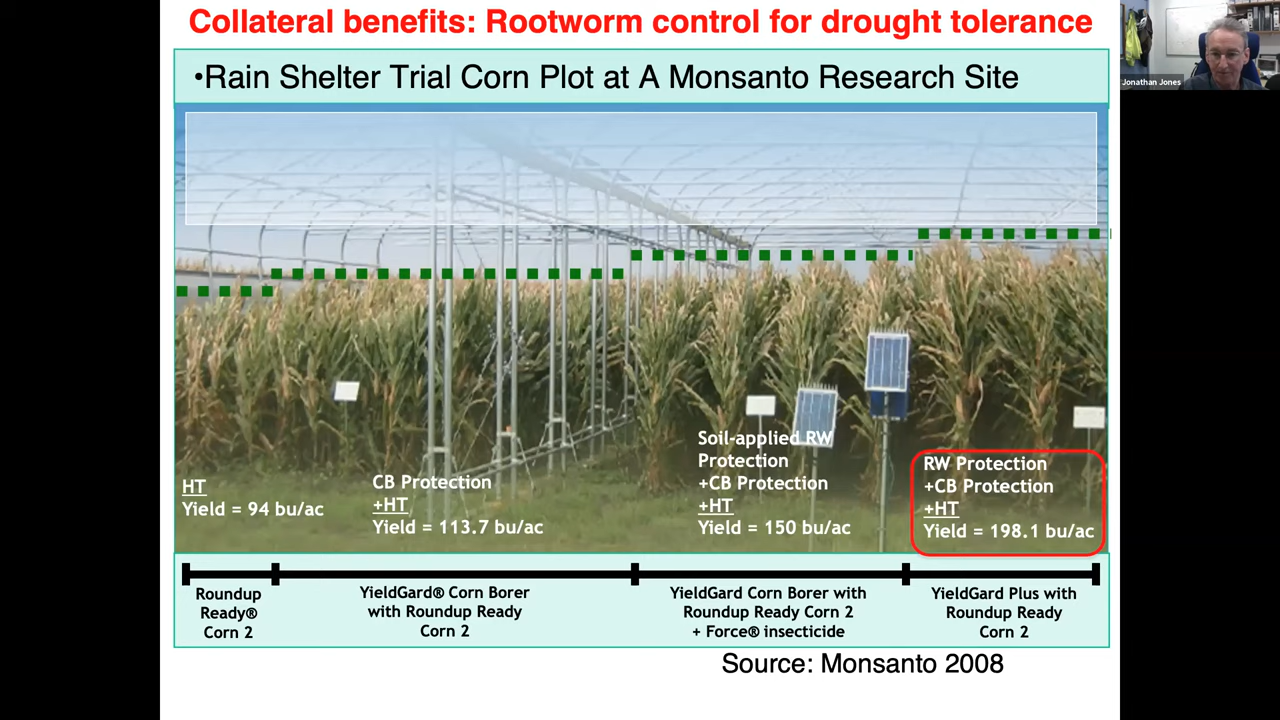 Collateral benefits: Rootworm control for drought tolerance
•Rain Shelter Trial Corn Plot at A Monsanto Research Site
Jonathan Jones
HT
Yield = 94 bu/ac
CB Protection
+HT
Yield = 113.7 bu/ac
Soil-applied RW
Protection
+CB Protection
+HT
Yield = 150 bu/ac
RW Protection
+CB Protection
+HT
Yield = 198.1 bu/ac
Roundup
Ready®
Corn 2
YieldGard® Corn Borer
with Roundup Ready
Corn 2
YieldGard Corn Borer with
Roundup Ready Corn 2
+ Force® insecticide
YieldGard Plus with
Roundup Ready
Corn 2
Source: Monsanto 2008